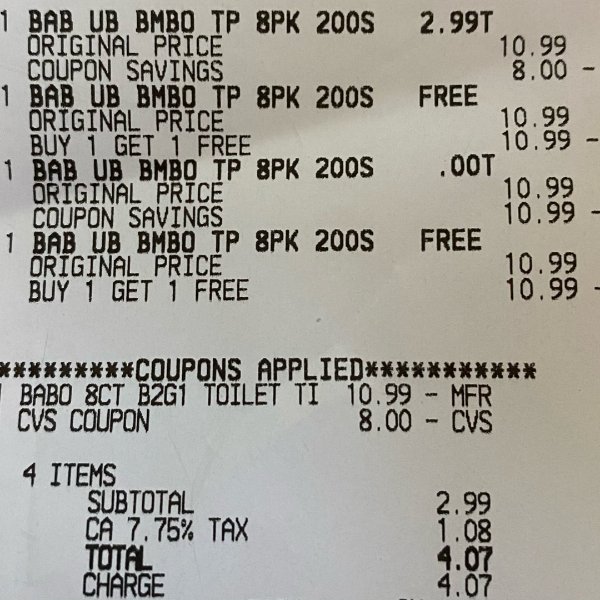 1 BAB UB BMBO TP 8PK 200S 2.99T
ORIGINAL PRICE 10.99
COUPON SAVINGS 8.00 -
1 BAB UB BMBO TP 8PK 200S FREE
ORIGINAL PRICE 10.99
BUY 1 GET 1 FREE 10.99 -
1 BAB UB BMBO TP 8PK 200S .00T
ORIGINAL PRICE 10.99
COUPON SAVINGS 10.99 -
1 BAB UB BMBO TP 8PK 200S FREE
ORIGINAL PRICE 10.99
BUY 1 GET 1 FREE 10.99 -
*********COUPONS APPLIED***********
1 BABO 8CT B2G1 TOILET TI 10.99 - MFR
CVS COUPON 8.00 - CVS
4 ITEMS
SUBTOTAL 2.99
CA 7.75% TAX 1.08
TOTAL 4.07
CHARGE 4.07